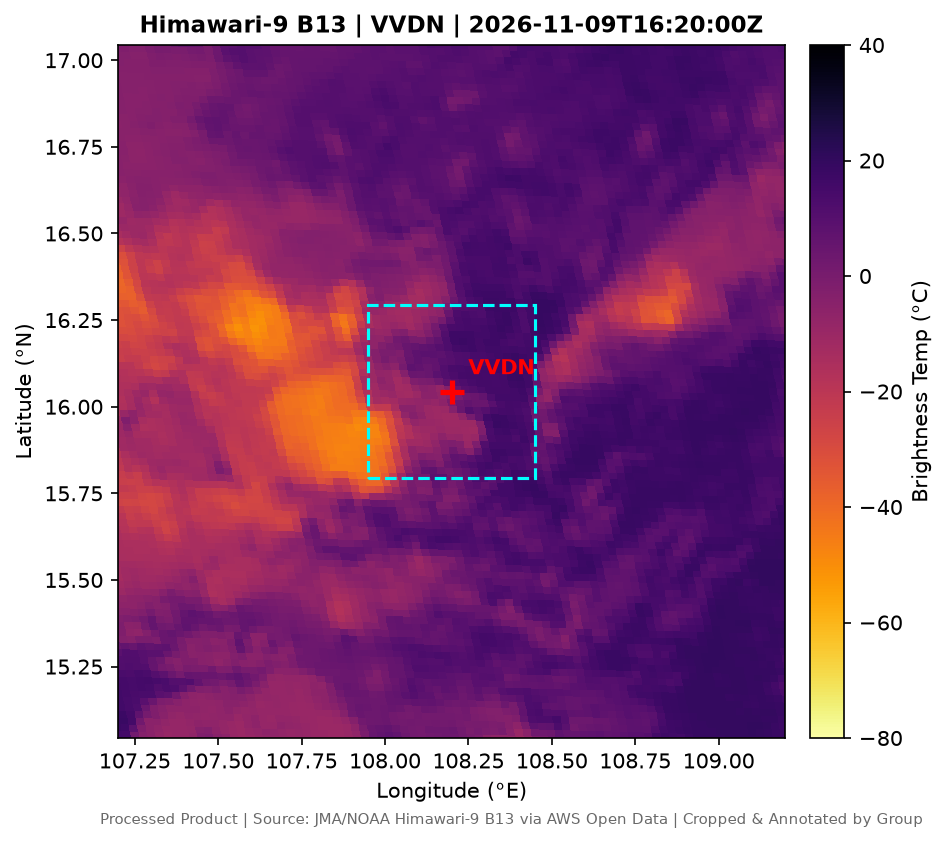 Himawari-9 B13 | VVDN | 2026-11-09T16:20:00Z
17.00
16.75
16.50
16.25
16.00
15.75
15.50
15.25
Latitude (°N)
VVDN
107.25 107.50 107.75 108.00 108.25 108.50 108.75 109.00
Longitude (°E)
40
20
0
−20
−40
−60
−80
Brightness Temp (°C)
Processed Product | Source: JMA/NOAA Himawari-9 B13 via AWS Open Data | Cropped & Annotated by Group